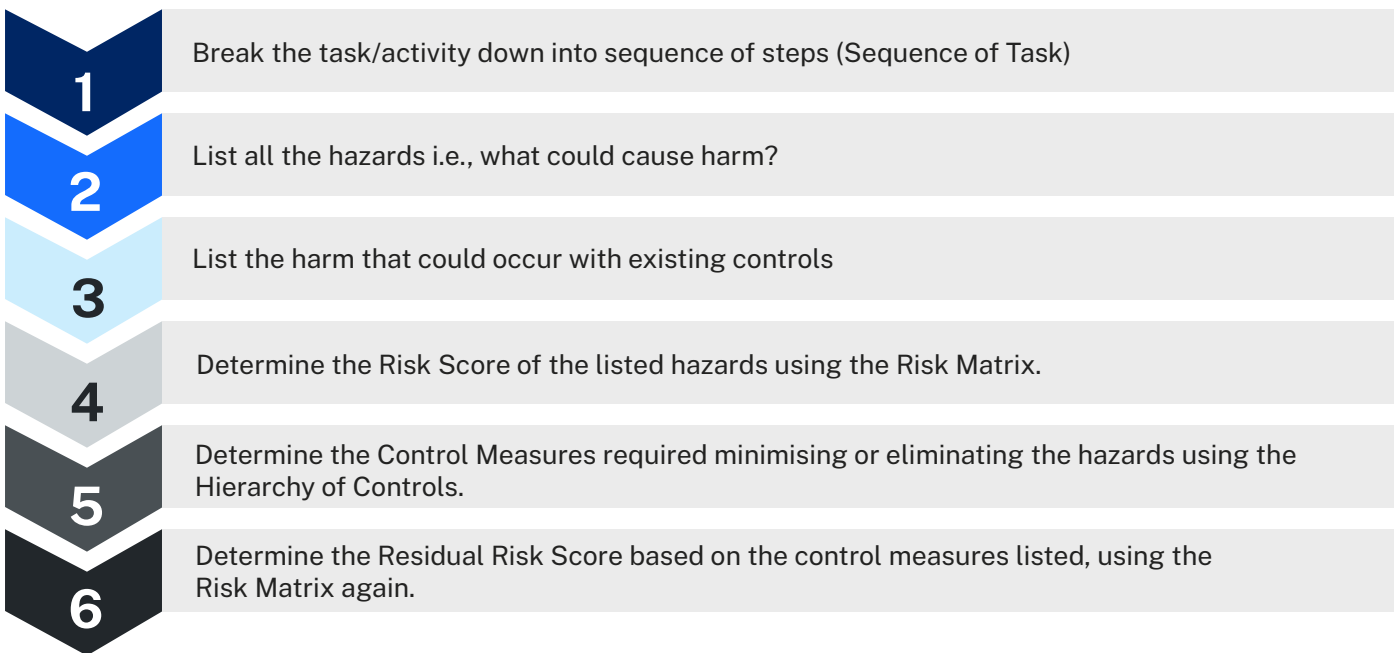 1
Break the task/activity down into sequence of steps (Sequence of Task)
2
List all the hazards i.e., what could cause harm?
3
List the harm that could occur with existing controls
4
Determine the Risk Score of the listed hazards using the Risk Matrix.
5
Determine the Control Measures required minimising or eliminating the hazards using the
Hierarchy of Controls.
6
Determine the Residual Risk Score based on the control measures listed, using the
Risk Matrix again.